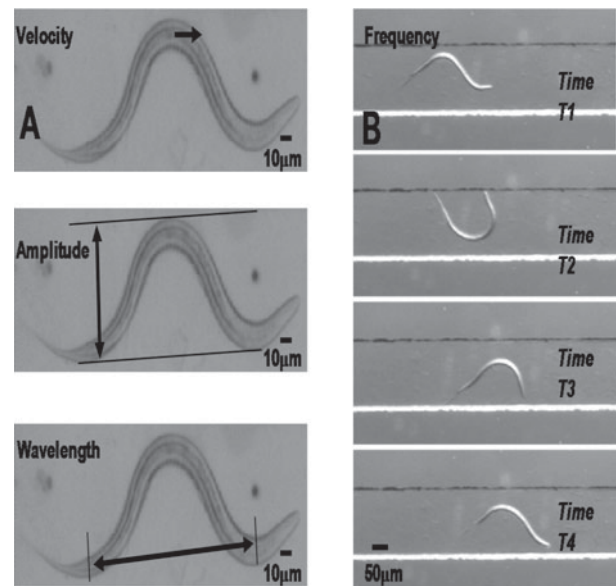 Velocity
A
10μm
Amplitude
10μm
Wavelength
10μm
Frequency
B
Time
T1
Time
T2
Time
T3
Time
T4
50μm